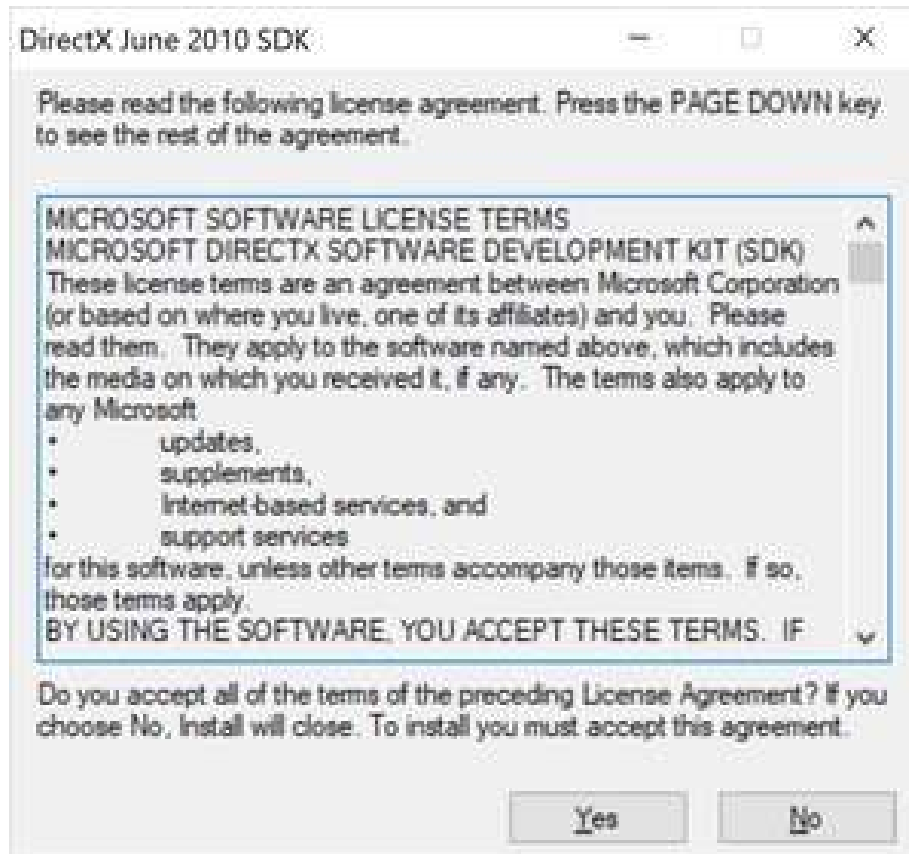 DirectX June 2010 SDK
Please read the following license agreement. Press the PAGE DOWN key
to see the rest of the agreement.
MICROSOFT SOFTWARE LICENSE TERMS
MICROSOFT DIRECTX SOFTWARE DEVELOPMENT KIT (SDK)
These license terms are an agreement between Microsoft Corporation
(or based on where you live, one of its affiliates) and you.  Please
read them.  They apply to the software named above, which includes
the media on which you received it, if any.  The terms also apply to
any Microsoft
• updates,
• supplements,
• Internet-based services, and
• support services
for this software, unless other terms accompany those items.  If so,
those terms apply.
BY USING THE SOFTWARE, YOU ACCEPT THESE TERMS.  IF
Do you accept all of the terms of the preceding License Agreement? If you
choose No, Install will close. To install you must accept this agreement.
Yes
No